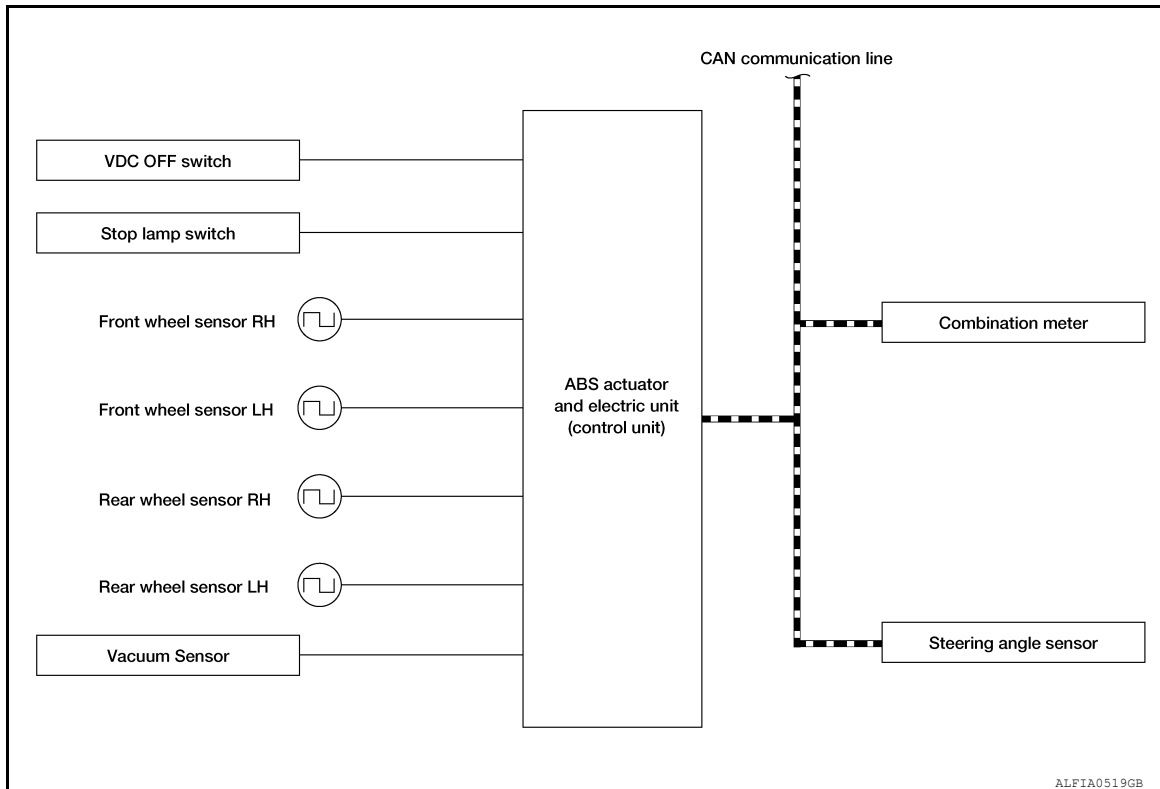 CAN communication line
VDC OFF switch
Stop lamp switch
Front wheel sensor RH
Front wheel sensor LH
Rear wheel sensor RH
Rear wheel sensor LH
Vacuum Sensor
ABS actuator
and electric unit
(control unit)
Combination meter
Steering angle sensor
ALFIA0519GB